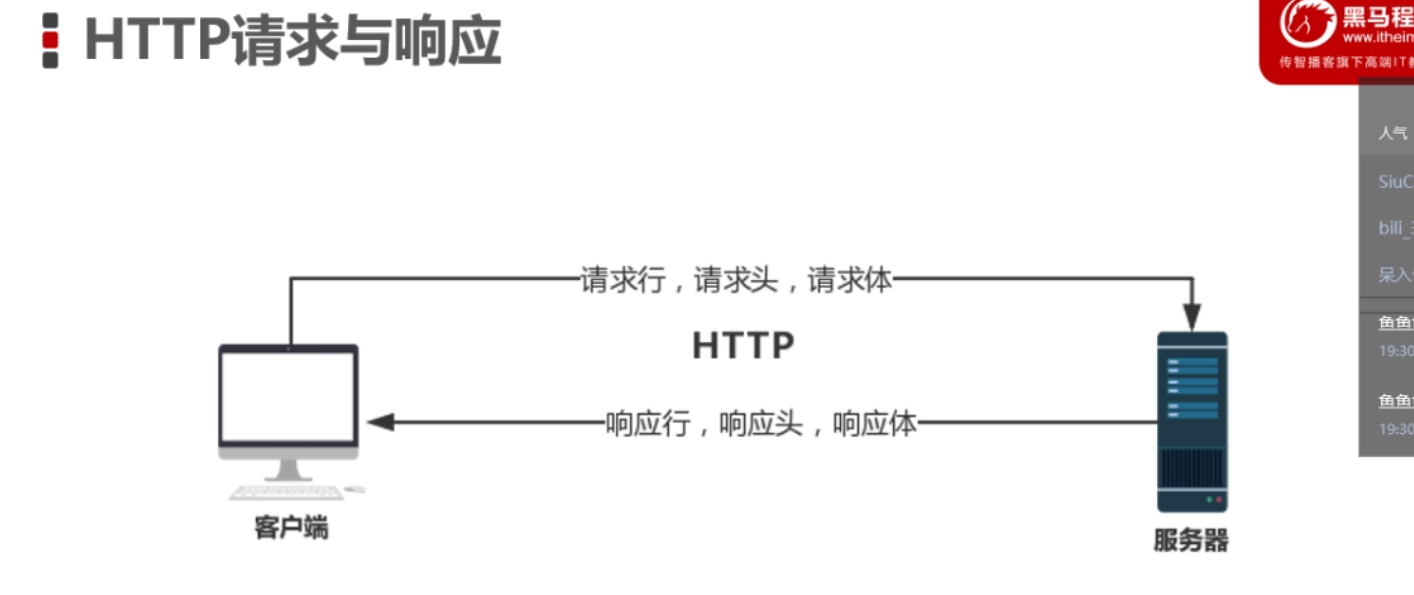 HTTP请求与响应
黑马程
www.itheim
传智播客旗下高端IT教
人气
SiuC
bili_3
呆入
请求行，请求头，请求体
HTTP
鱼鱼
19:30
响应行，响应头，响应体
鱼鱼
19:30
客户端
服务器